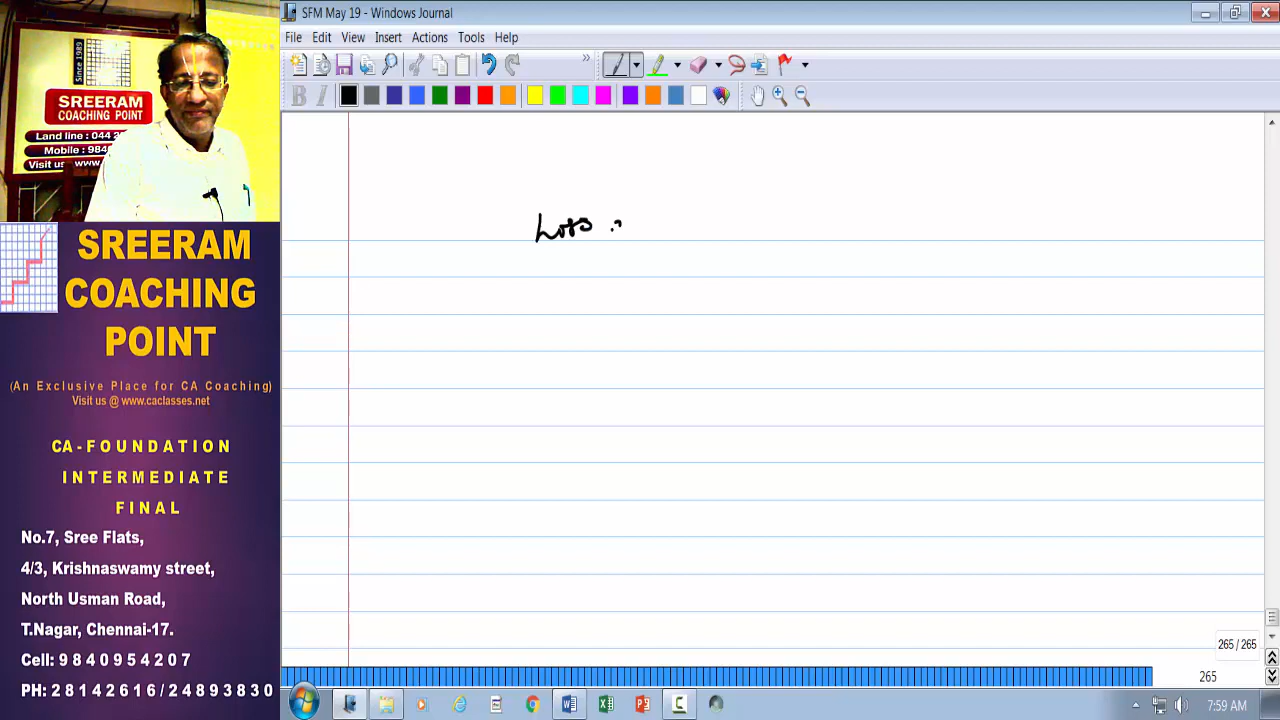 SFM May 19 - Windows Journal
File Edit View Insert Actions Tools Help
Since 1989
SREERAM
COACHING POINT
Land line : 044 2
Mobile : 984
Visit us www.
Loss :
SREERAM
COACHING
POINT
(An Exclusive Place for CA Coaching)
Visit us @ www.caclasses.net
CA-FOUNDATION
INTERMEDIATE
FINAL
No.7, Sree Flats,
4/3, Krishnaswamy street,
North Usman Road,
T.Nagar, Chennai-17.
Cell: 9840954207
PH: 28142616/24893830
265 / 265
265
7:59 AM